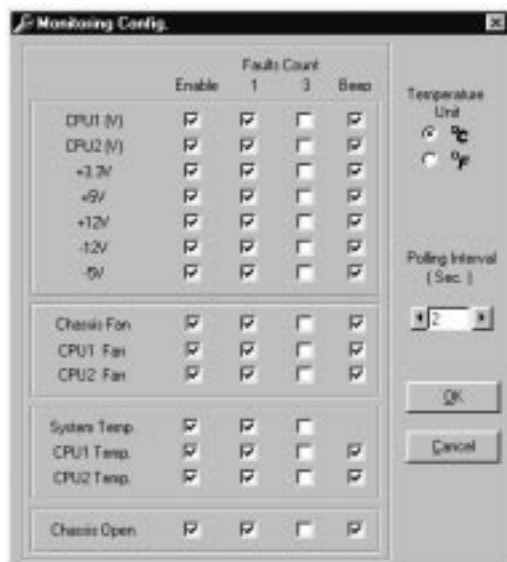 Monitoring Config.
Faults Count
Enable 1 3 Beep
CPU1 (V)
CPU2 (V)
+3.3V
+5V
+12V
-12V
-5V
Chassis Fan
CPU1 Fan
CPU2 Fan
System Temp.
CPU1 Temp.
CPU2 Temp.
Chassis Open
Temperature
Unit
°C
°F
Polling Interval
( Sec. )
2
OK
Cancel